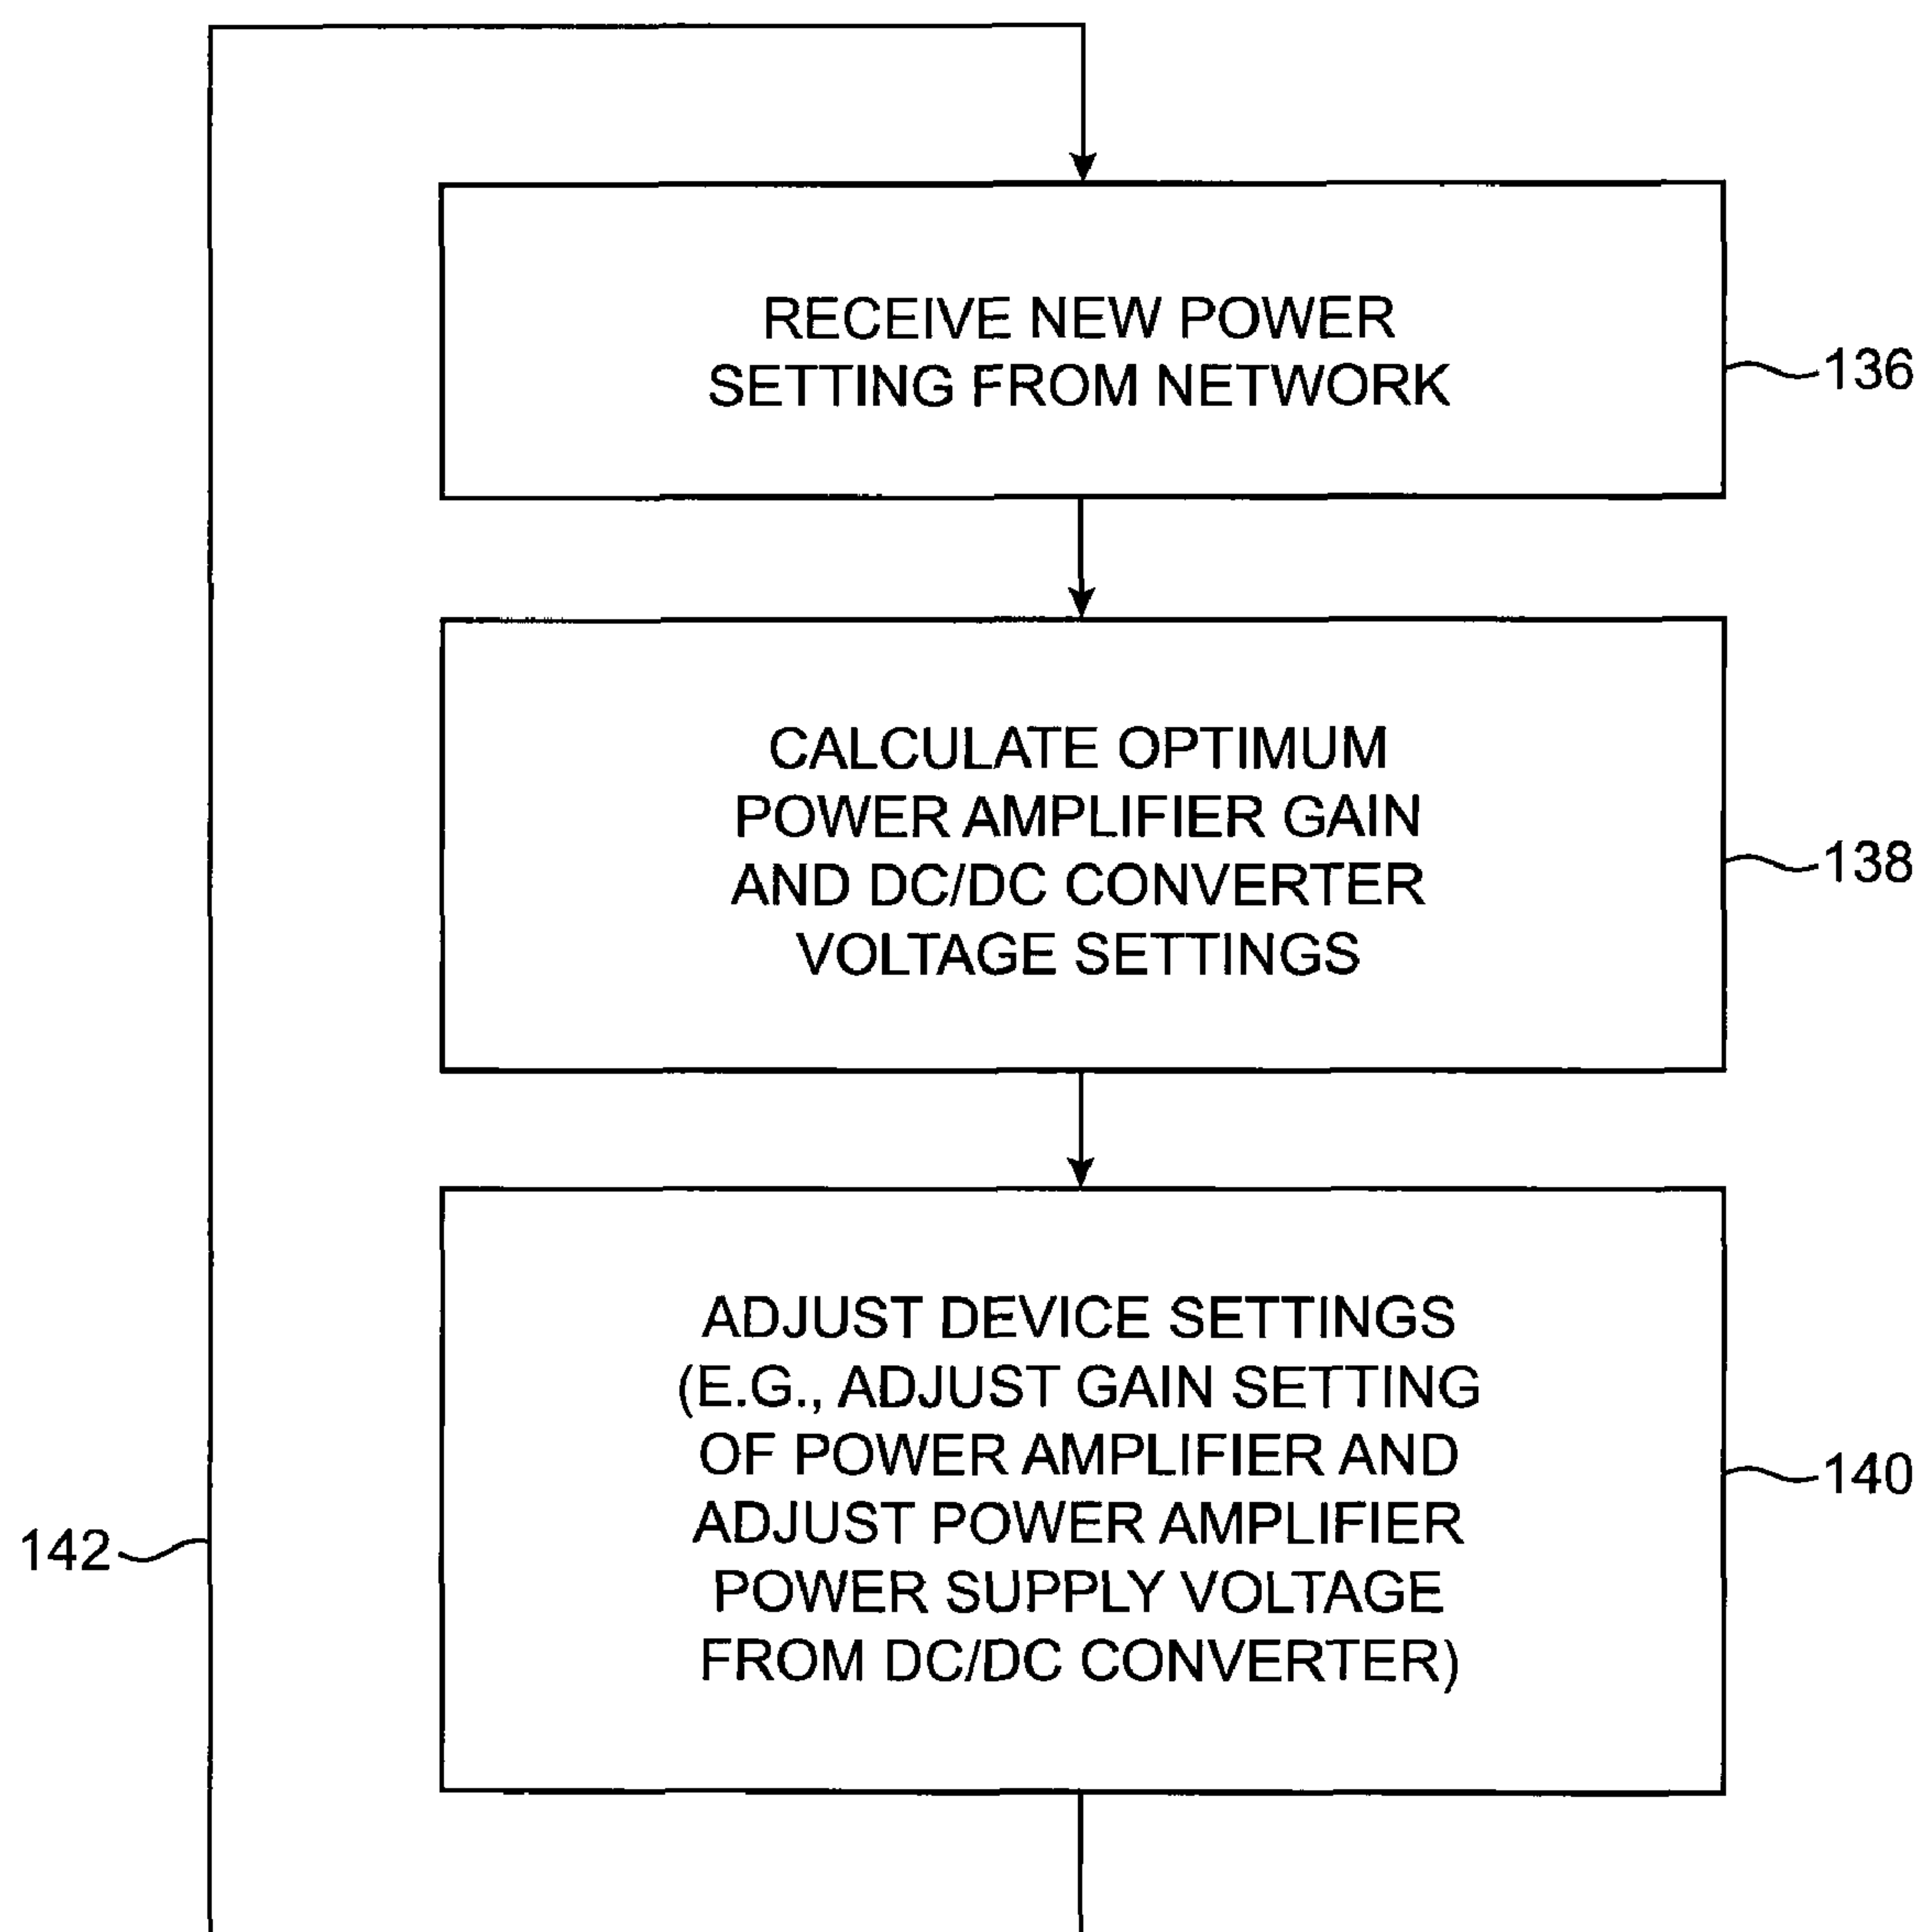 RECEIVE NEW POWER
SETTING FROM NETWORK
136
CALCULATE OPTIMUM
POWER AMPLIFIER GAIN
AND DC/DC CONVERTER
VOLTAGE SETTINGS
138
ADJUST DEVICE SETTINGS
(E.G., ADJUST GAIN SETTING
OF POWER AMPLIFIER AND
ADJUST POWER AMPLIFIER
POWER SUPPLY VOLTAGE
FROM DC/DC CONVERTER)
140
142